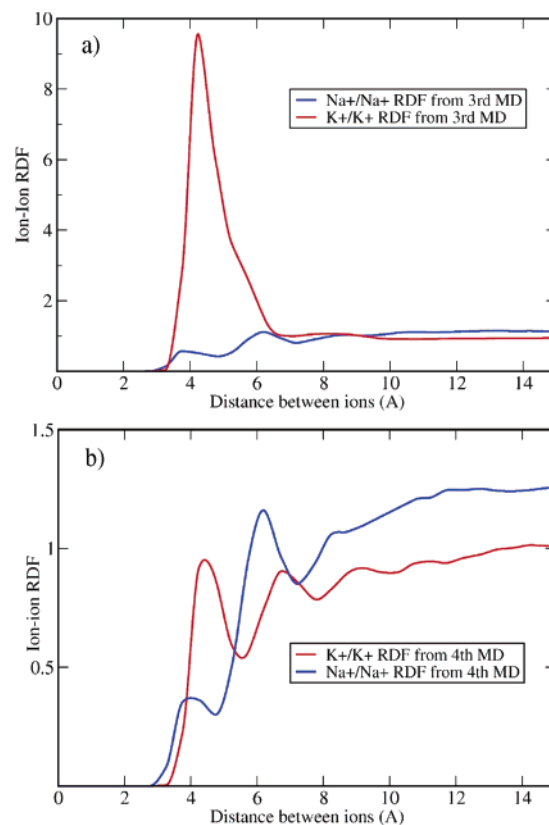 10
a)
Na+/Na+ RDF from 3rd MD
K+/K+ RDF from 3rd MD
8
6
4
2
Ion-Ion RDF
0 2 4 6 8 10 12 14
Distance between ions (A)
1.5
b)
1
0.5
Ion-ion RDF
K+/K+ RDF from 4th MD
Na+/Na+ RDF from 4th MD
0 2 4 6 8 10 12 14
Distance between ions (A)